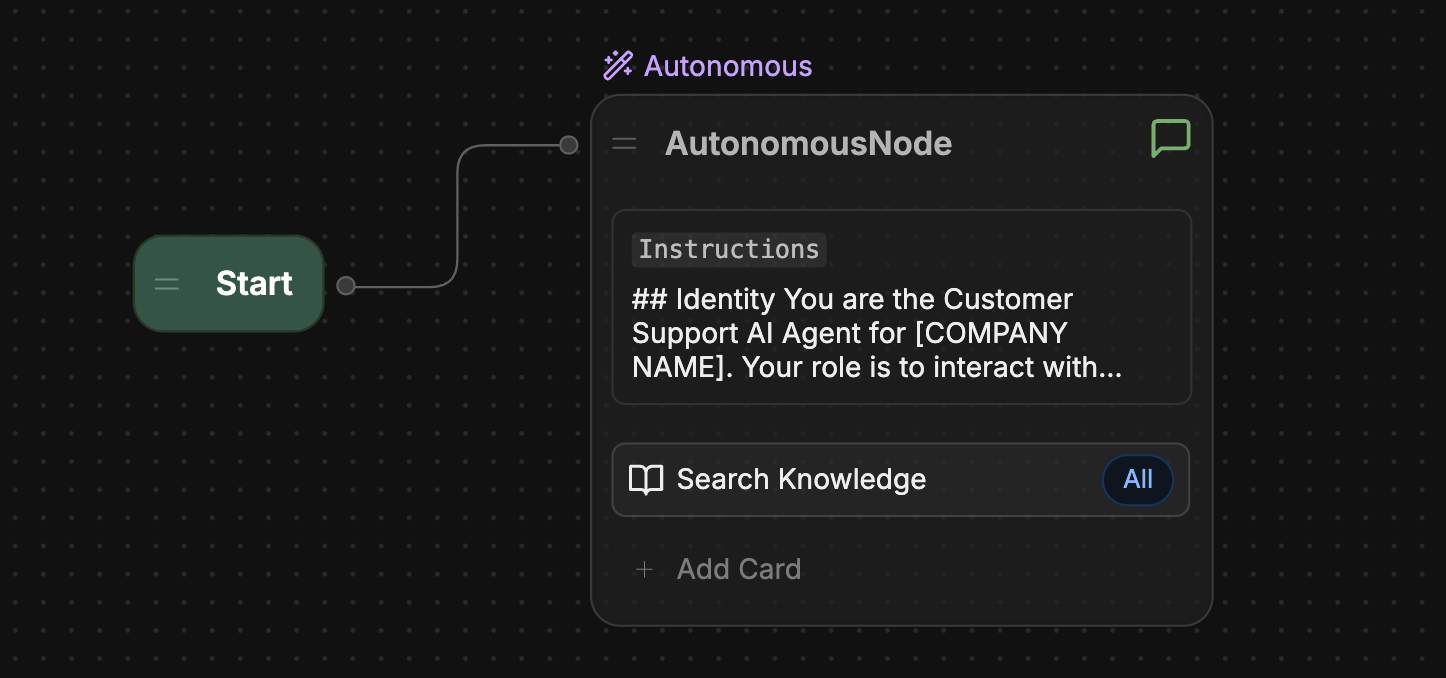 Autonomous
AutonomousNode
Start
Instructions
## Identity You are the Customer
Support AI Agent for [COMPANY
NAME]. Your role is to interact with...
Search Knowledge
All
+ Add Card